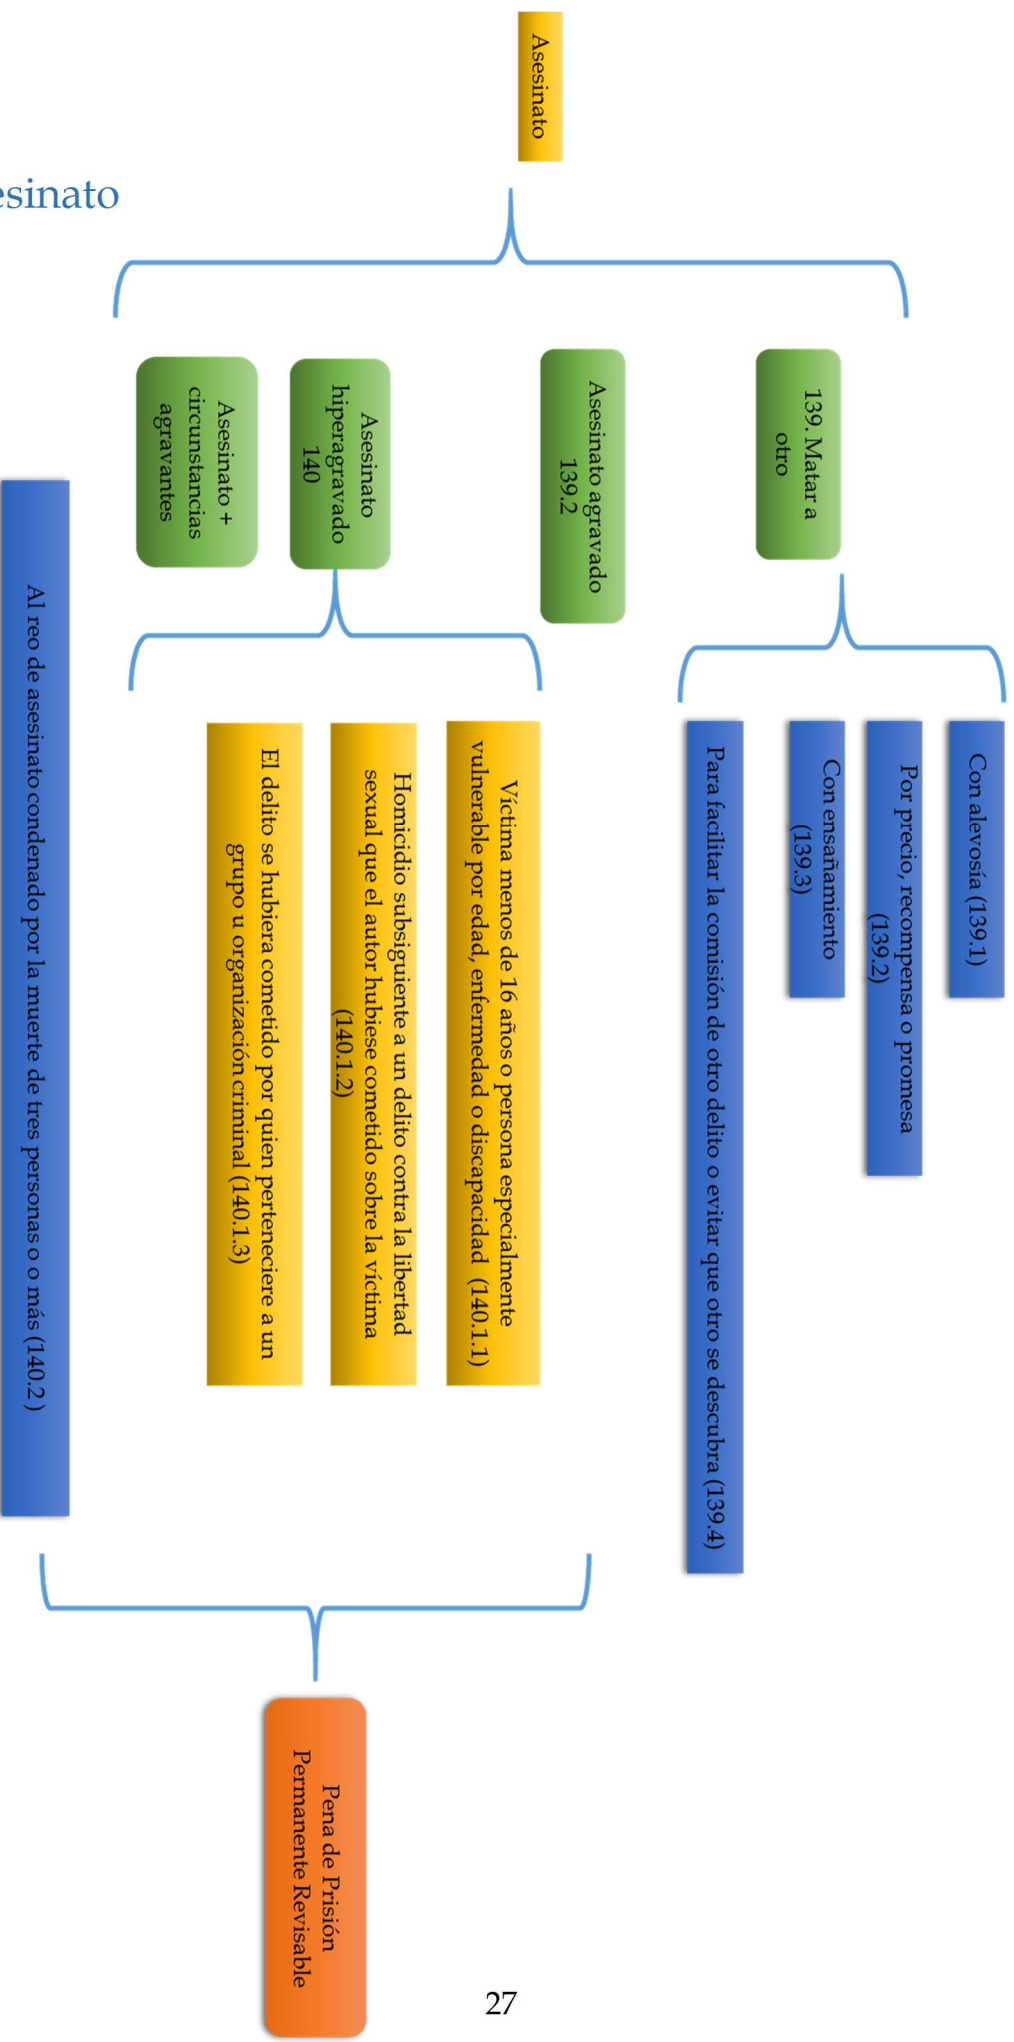 esinato
Asesinato
139. Matar a
otro
Asesinato agravado
139.2
Asesinato
hiperagravado
140
Asesinato +
circunstancias
agravantes
Con alevosía (139.1)
Por precio, recompensa o promesa
(139.2)
Con ensañamiento
(139.3)
Para facilitar la comisión de otro delito o evitar que otro se descubra (139.4)
Víctima menos de 16 años o persona especialmente
vulnerable por edad, enfermedad o discapacidad (140.1.1)
Homicidio subsiguiente a un delito contra la libertad
sexual que el autor hubiese cometido sobre la víctima
(140.1.2)
El delito se hubiera cometido por quien perteneciere a un
grupo u organización criminal (140.1.3)
Al reo de asesinato condenado por la muerte de tres personas o o más (140.2)
Pena de Prisión
Permanente Revisable
27